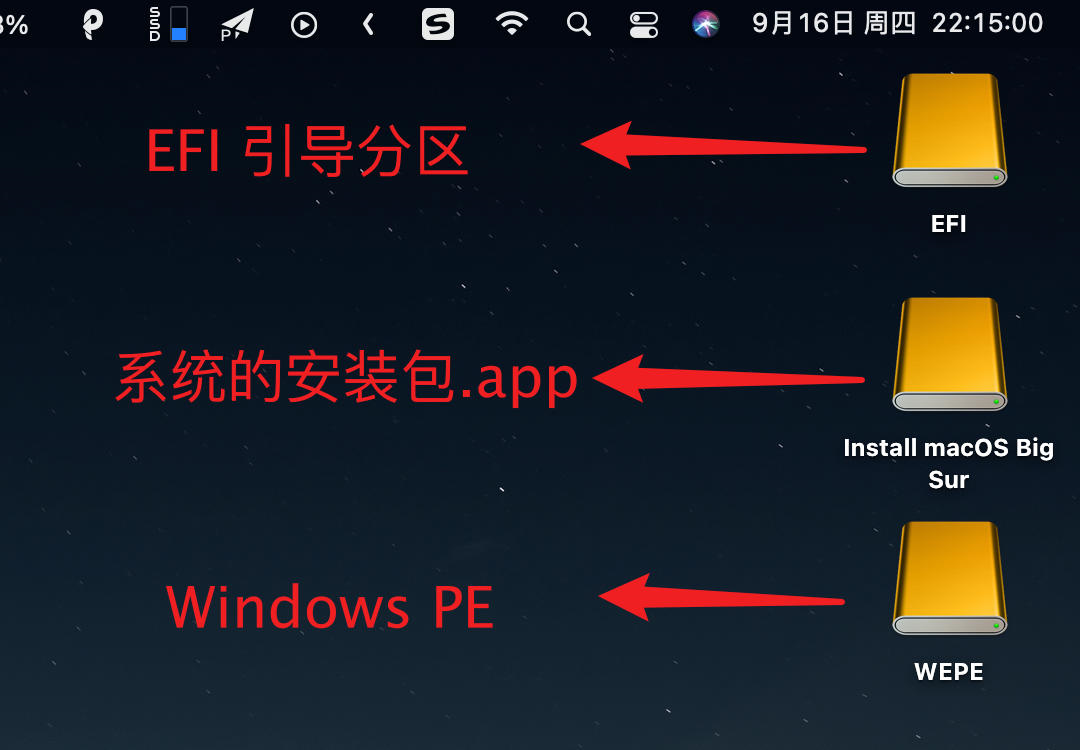 %
SSD
P
S
9月16日 周四 22:15:00
EFI 引导分区
EFI
系统的安装包.app
Install macOS Big
Sur
Windows PE
WEPE